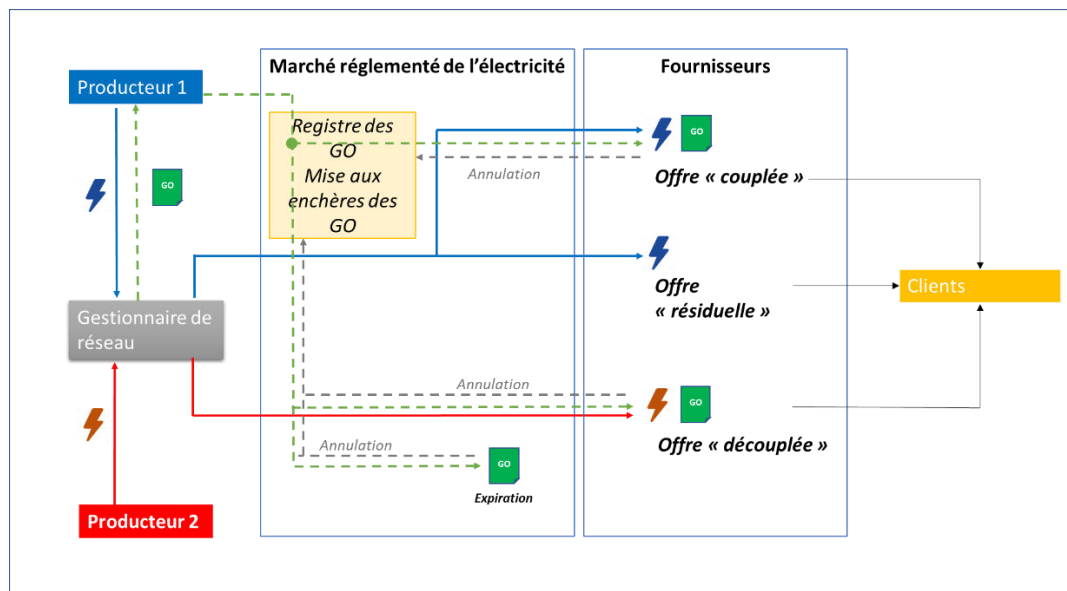 Marché réglementé de l'électricité
Fournisseurs
Producteur 1
Registre des
GO
Mise aux
enchères des
GO
GO
Annulation
Offre « couplée »
GO
Offre
« résiduelle »
Clients
Gestionnaire de
réseau
Annulation
GO
Offre « découplée »
Annulation
GO
Expiration
Producteur 2